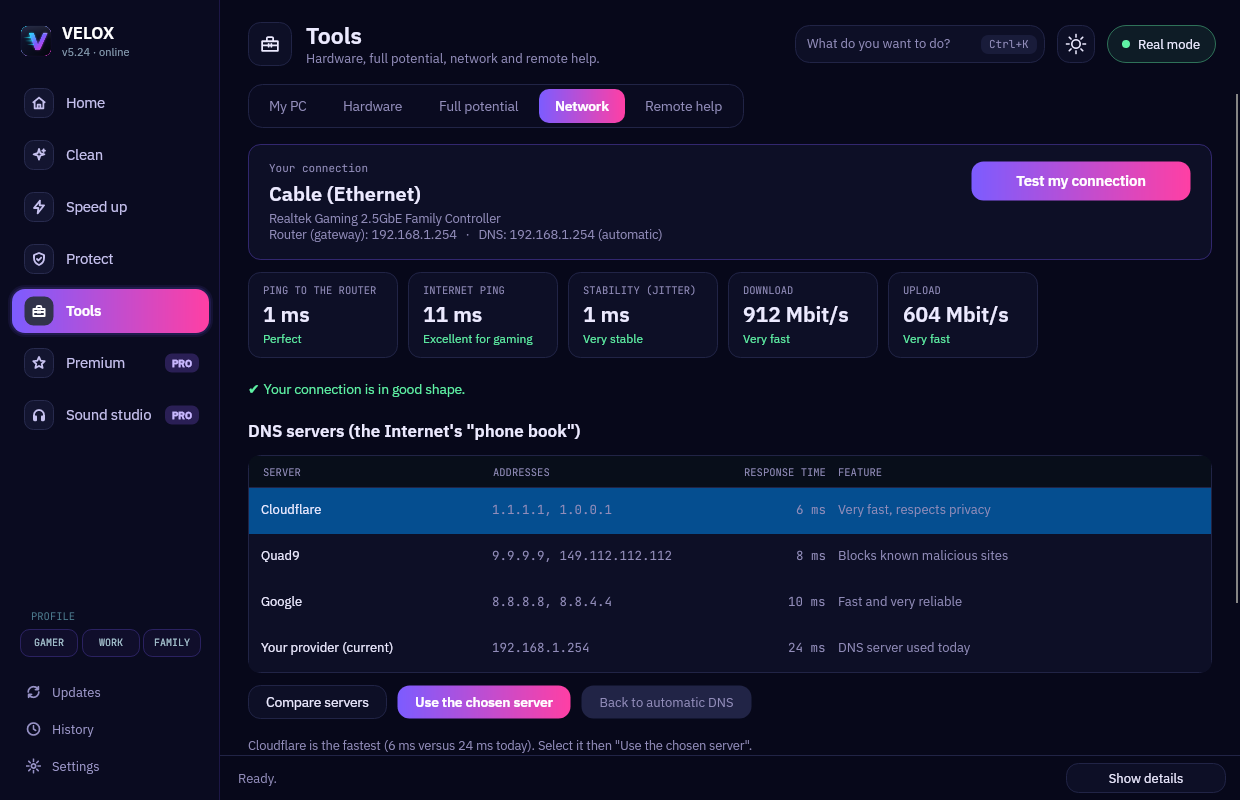 VELOX
v5.24 · online
Home
Clean
Speed up
Protect
Tools
Premium PRO
Sound studio PRO
PROFILE
GAMER WORK FAMILY
Updates
History
Settings
Tools
Hardware, full potential, network and remote help.
What do you want to do? Ctrl+K
Real mode
My PC Hardware Full potential Network Remote help
Your connection
Cable (Ethernet)
Realtek Gaming 2.5GbE Family Controller
Router (gateway): 192.168.1.254 · DNS: 192.168.1.254 (automatic)
Test my connection
PING TO THE ROUTER
1 ms
Perfect
INTERNET PING
11 ms
Excellent for gaming
STABILITY (JITTER)
1 ms
Very stable
DOWNLOAD
912 Mbit/s
Very fast
UPLOAD
604 Mbit/s
Very fast
✔ Your connection is in good shape.
DNS servers (the Internet's "phone book")
SERVER ADDRESSES RESPONSE TIME FEATURE
Cloudflare 1.1.1.1, 1.0.0.1 6 ms Very fast, respects privacy
Quad9 9.9.9.9, 149.112.112.112 8 ms Blocks known malicious sites
Google 8.8.8.8, 8.8.4.4 10 ms Fast and very reliable
Your provider (current) 192.168.1.254 24 ms DNS server used today
Compare servers Use the chosen server Back to automatic DNS
Cloudflare is the fastest (6 ms versus 24 ms today). Select it then "Use the chosen server".
Ready.
Show details